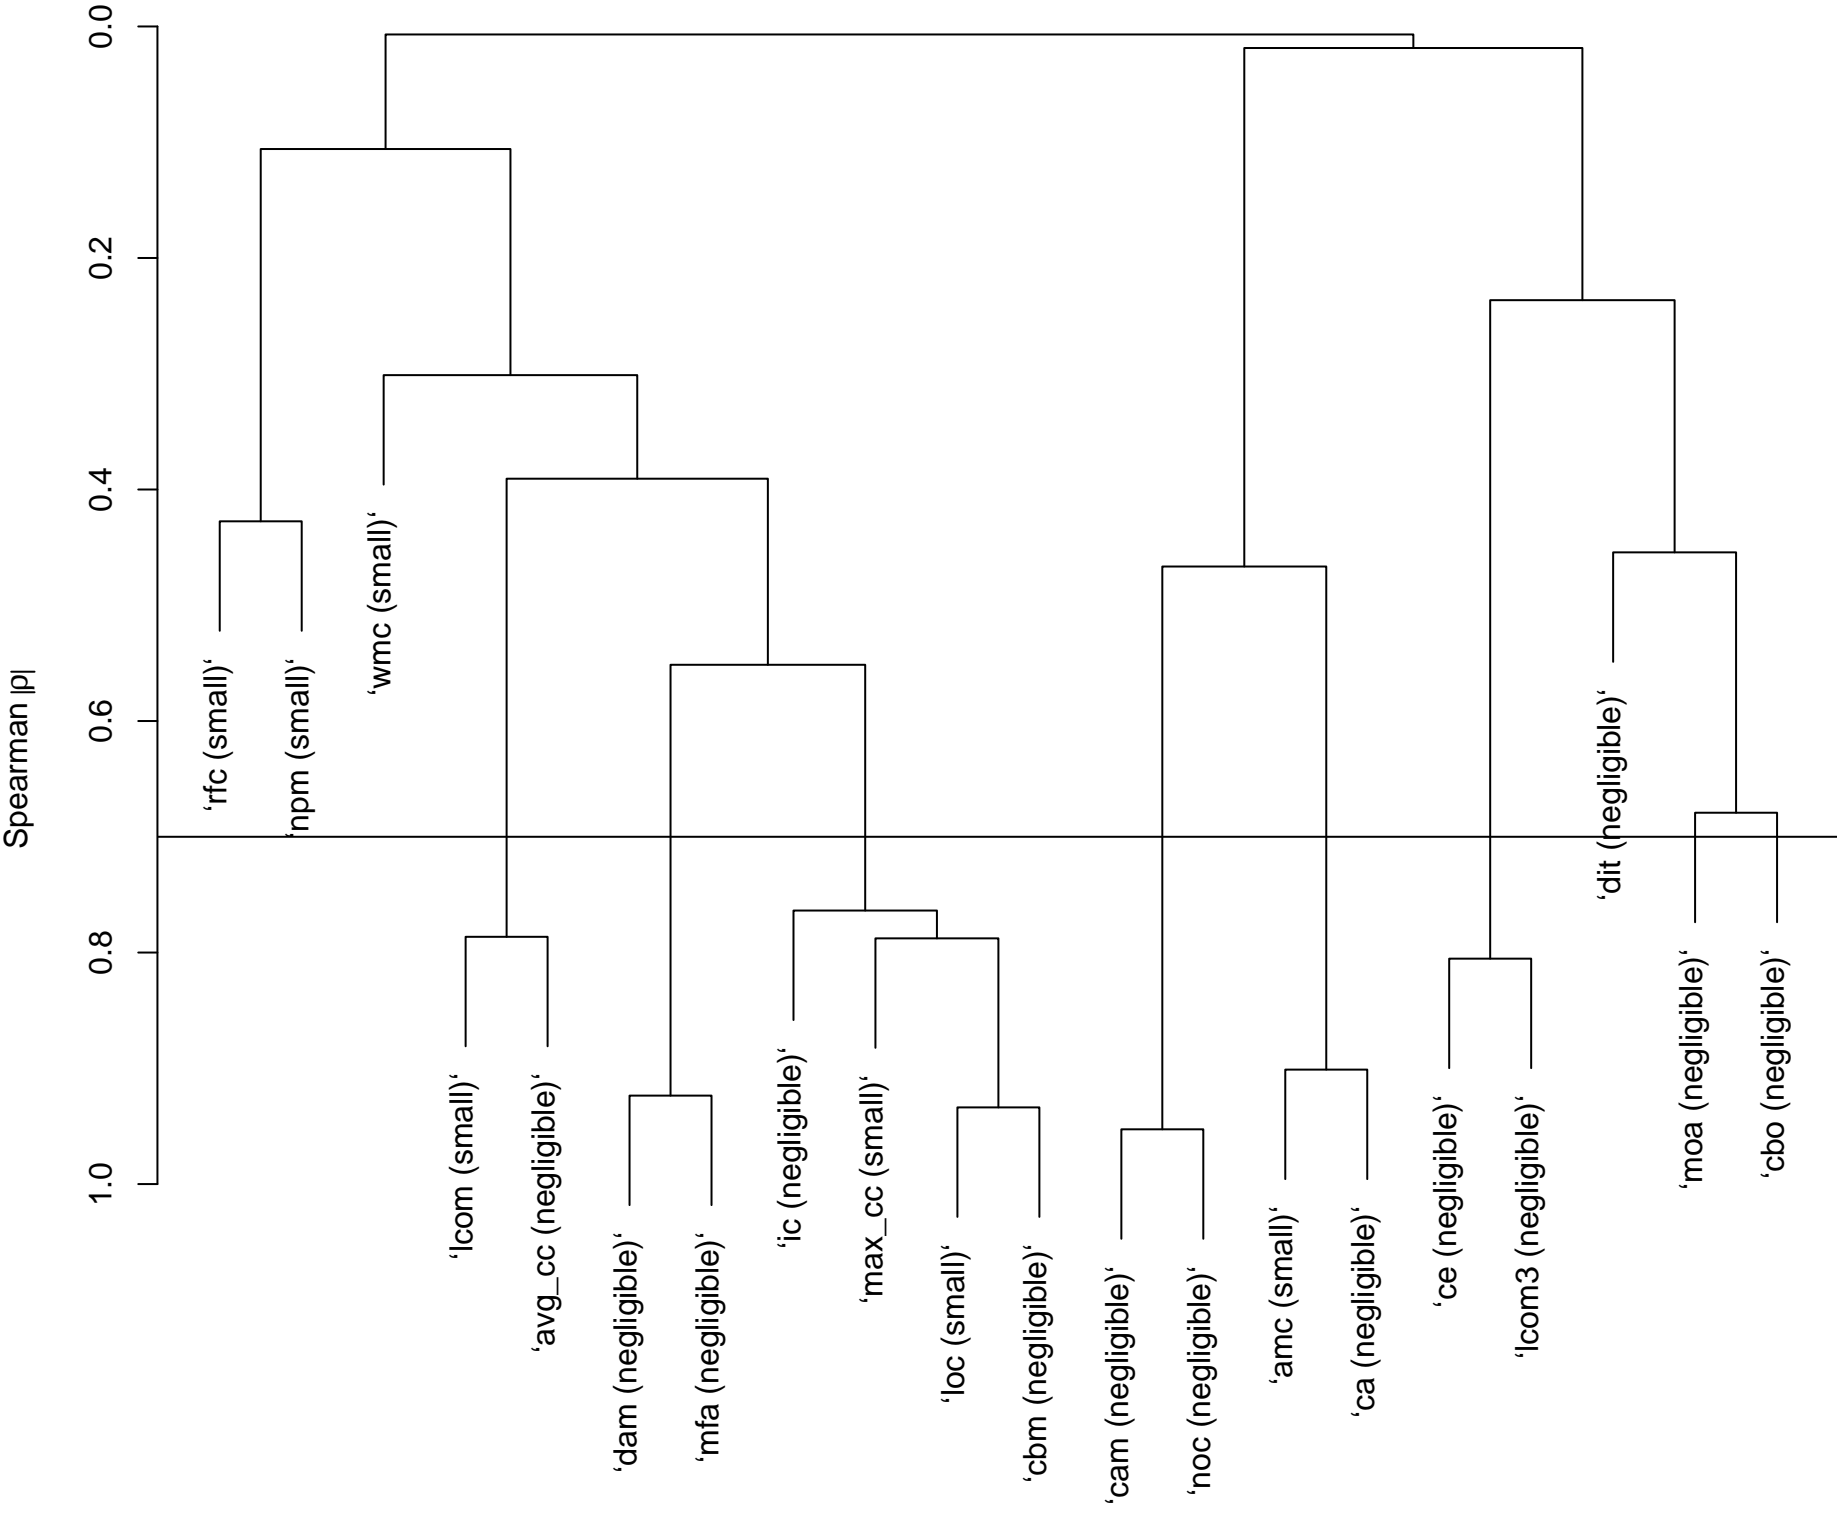 Spearman |ρ|
0.0
0.2
0.4
0.6
0.8
1.0
‘rfc (small)‘
‘npm (small)‘
‘wmc (small)‘
‘lcom (small)‘
‘avg_cc (negligible)‘
‘dam (negligible)‘
‘mfa (negligible)‘
‘ic (negligible)‘
‘max_cc (small)‘
‘loc (small)‘
‘cbm (negligible)‘
‘cam (negligible)‘
‘noc (negligible)‘
‘amc (small)‘
‘ca (negligible)‘
‘ce (negligible)‘
‘lcom3 (negligible)‘
‘dit (negligible)‘
‘moa (negligible)‘
‘cbo (negligible)‘